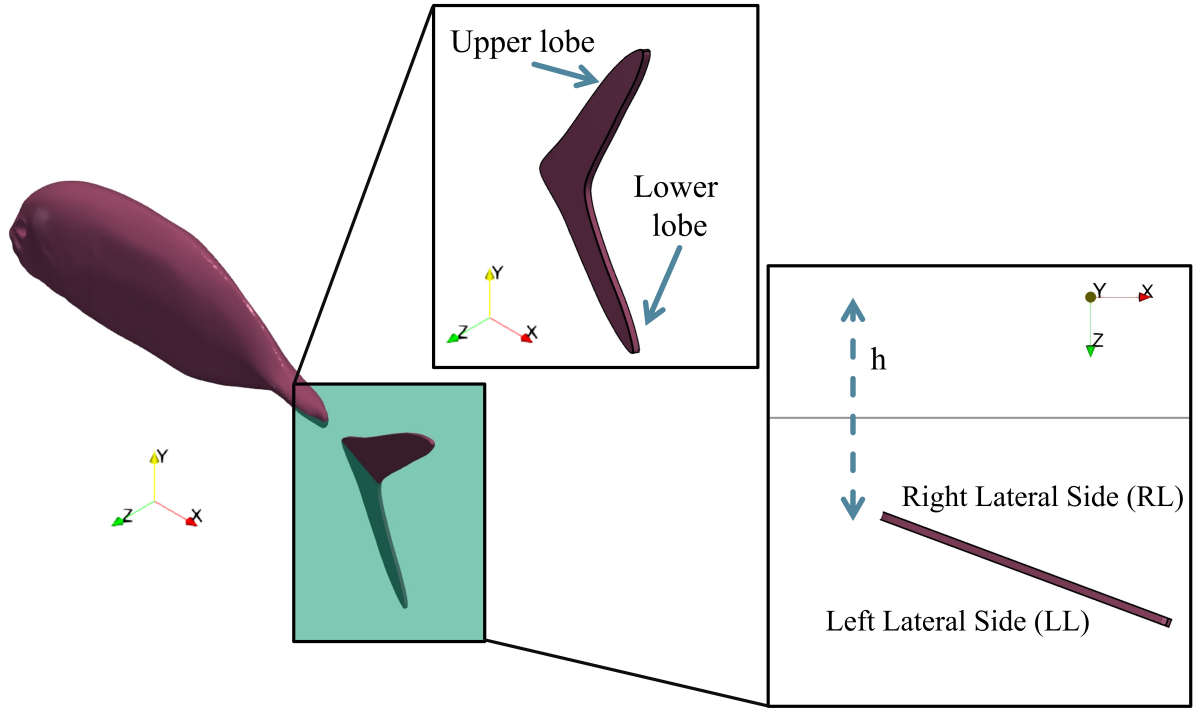 Upper lobe
Lower
lobe
Y
Z
X
Y
Z
X
Y
X
Z
h
Right Lateral Side (RL)
Left Lateral Side (LL)